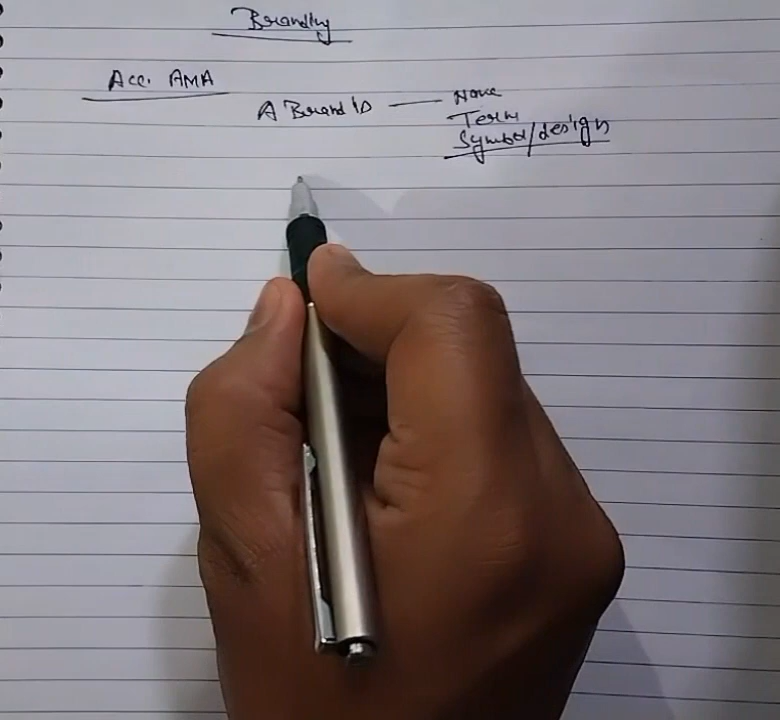 Branding
Acc. AMA
A Brand is — Name
Term
Symbol/design